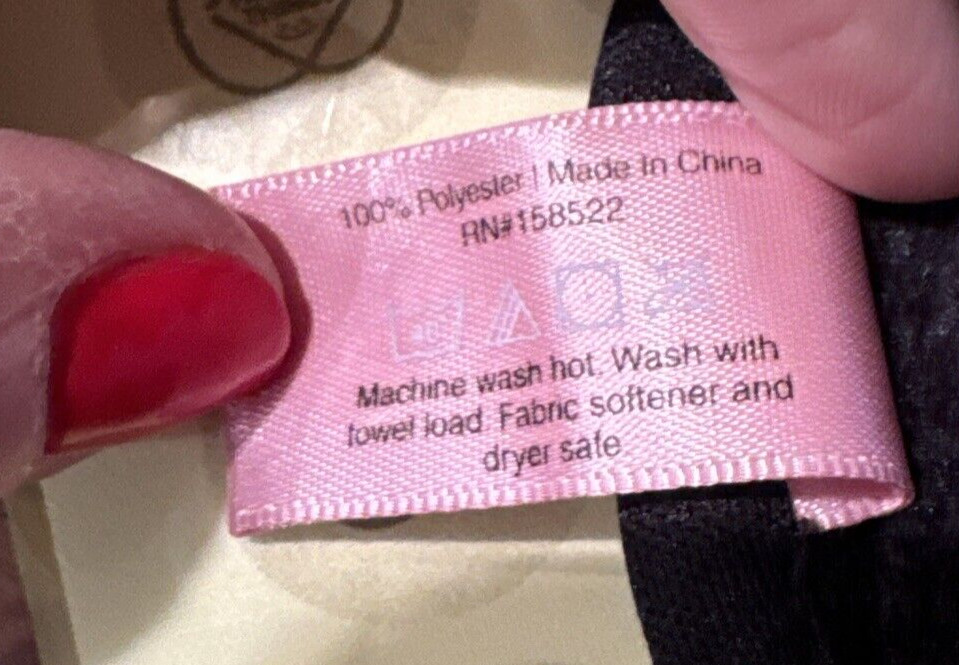 100% Polyester | Made In China
RN#158522
40
Machine wash hot. Wash with
towel load. Fabric softener and
dryer safe